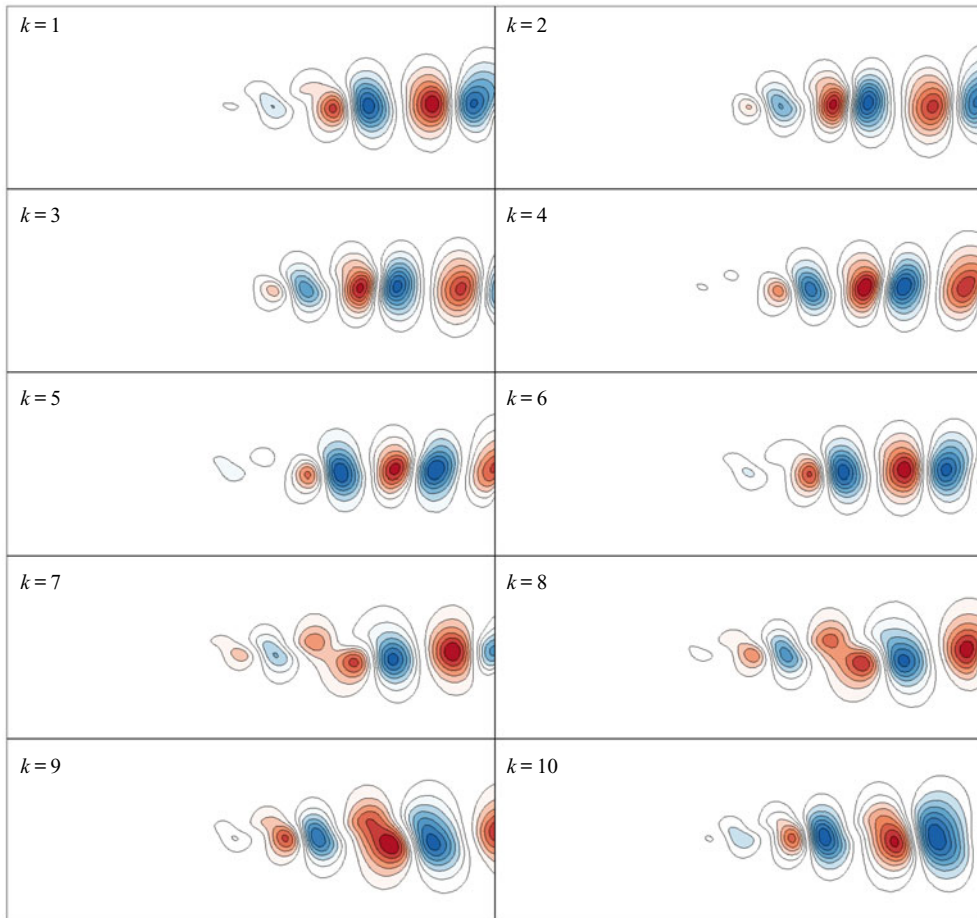 k = 1
k = 2
k = 3
k = 4
k = 5
k = 6
k = 7
k = 8
k = 9
k = 10